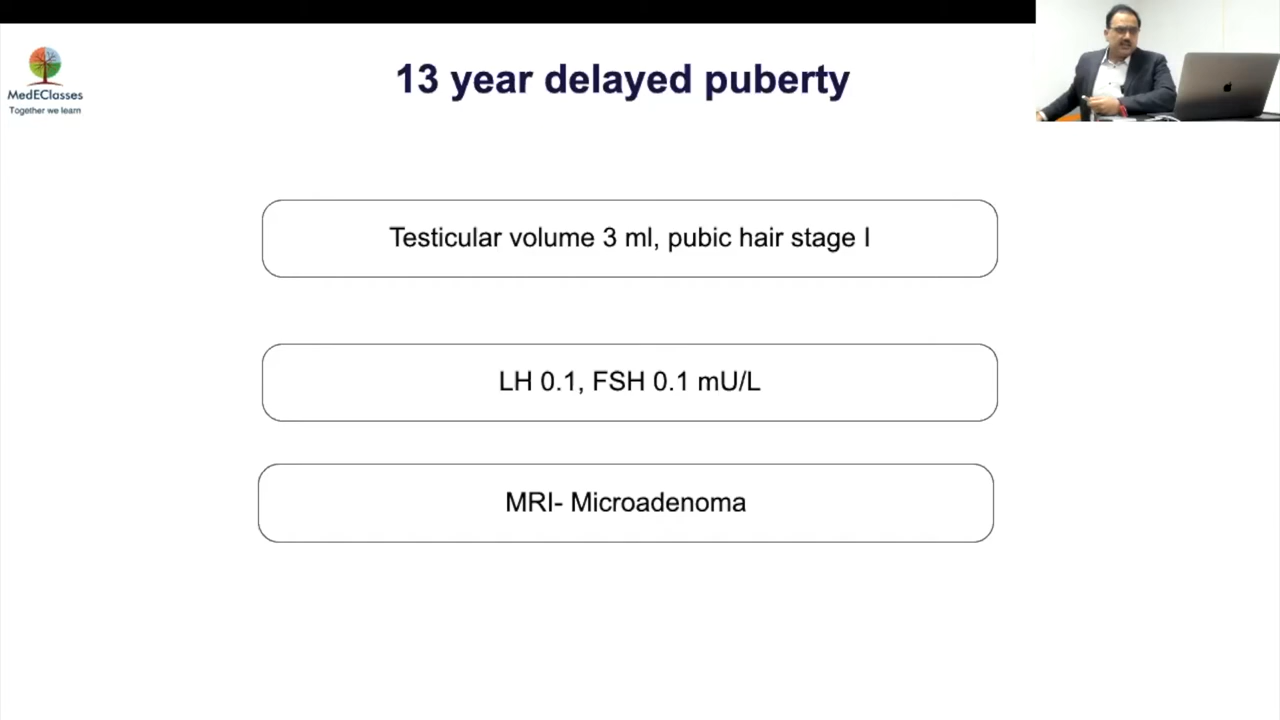 MedEClasses
Together we learn
13 year delayed puberty
Testicular volume 3 ml, pubic hair stage I
LH 0.1, FSH 0.1 mU/L
MRI- Microadenoma